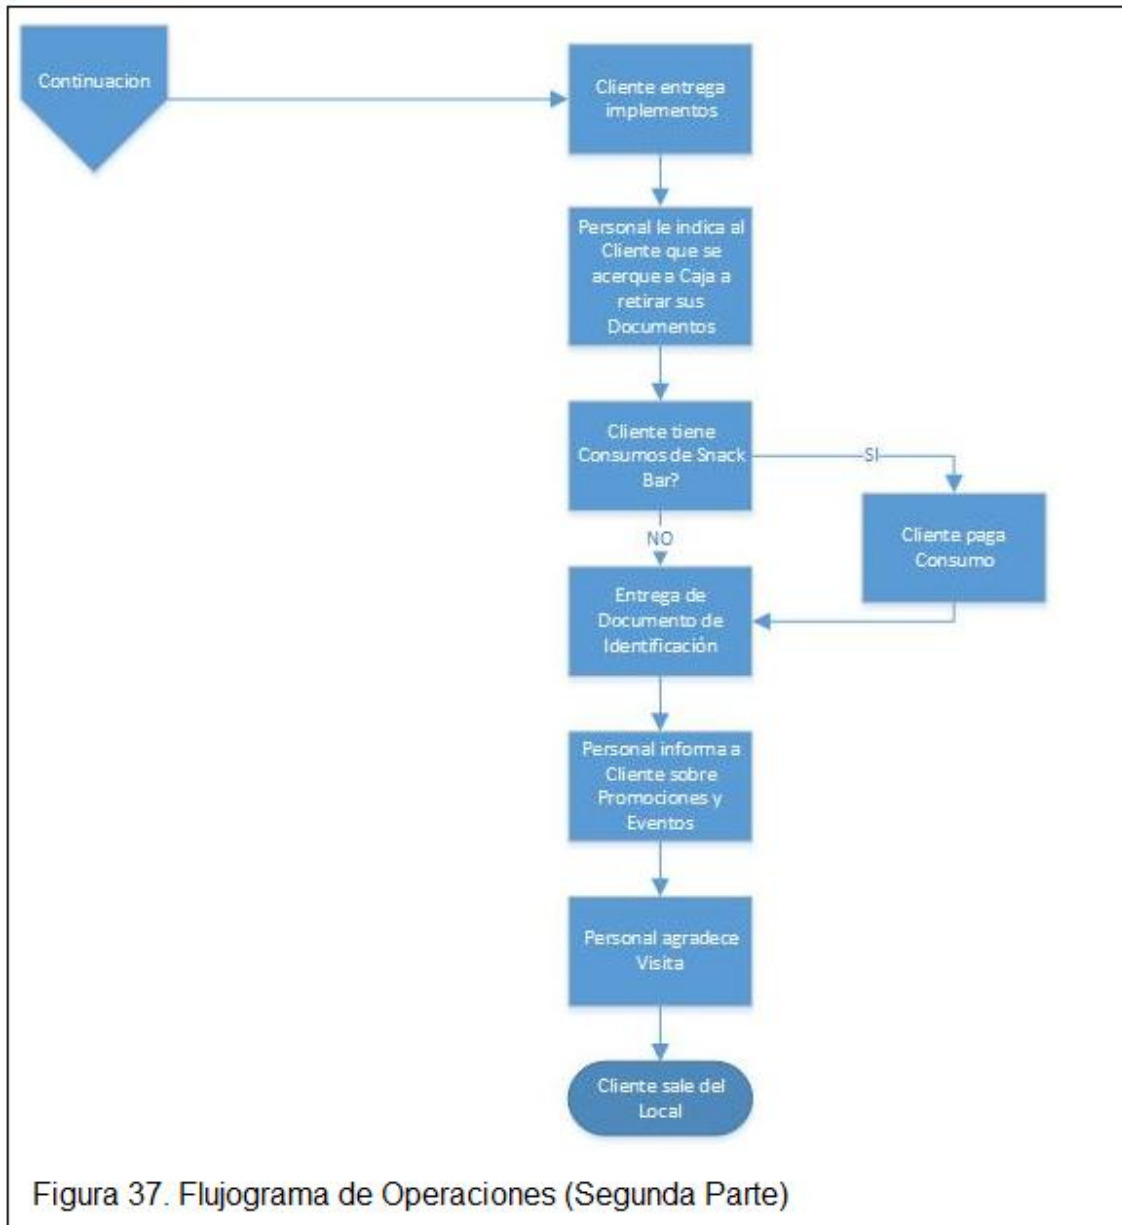 Continuacion
Cliente entrega
implementos
Personal le indica al
Cliente que se
acerque a Caja a
retirar sus
Documentos
Cliente tiene
Consumos de Snack
Bar?
SI
Cliente paga
Consumo
NO
Entrega de
Documento de
Identificación
Personal informa a
Cliente sobre
Promociones y
Eventos
Personal agradece
Visita
Cliente sale del
Local
Figura 37. Flujograma de Operaciones (Segunda Parte)